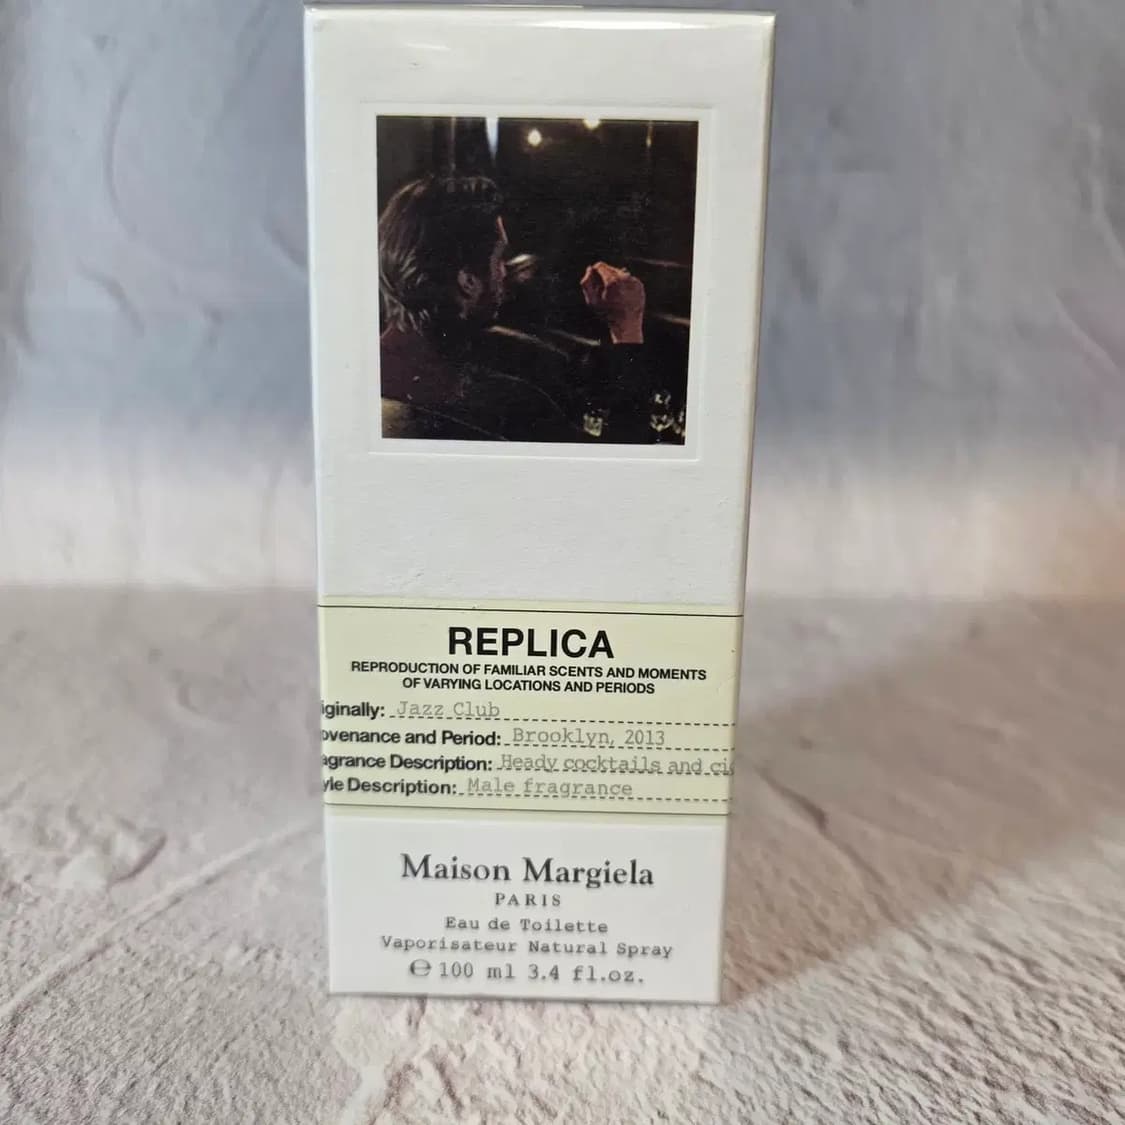 REPLICA
REPRODUCTION OF FAMILIAR SCENTS AND MOMENTS
OF VARYING LOCATIONS AND PERIODS
iginally: Jazz Club
ovenance and Period: Brooklyn, 2013
agrance Description: Heady cocktails and ci
yle Description: Male fragrance
Maison Margiela
PARIS
Eau de Toilette
Vaporisateur Natural Spray
℮ 100 ml 3.4 fl.oz.